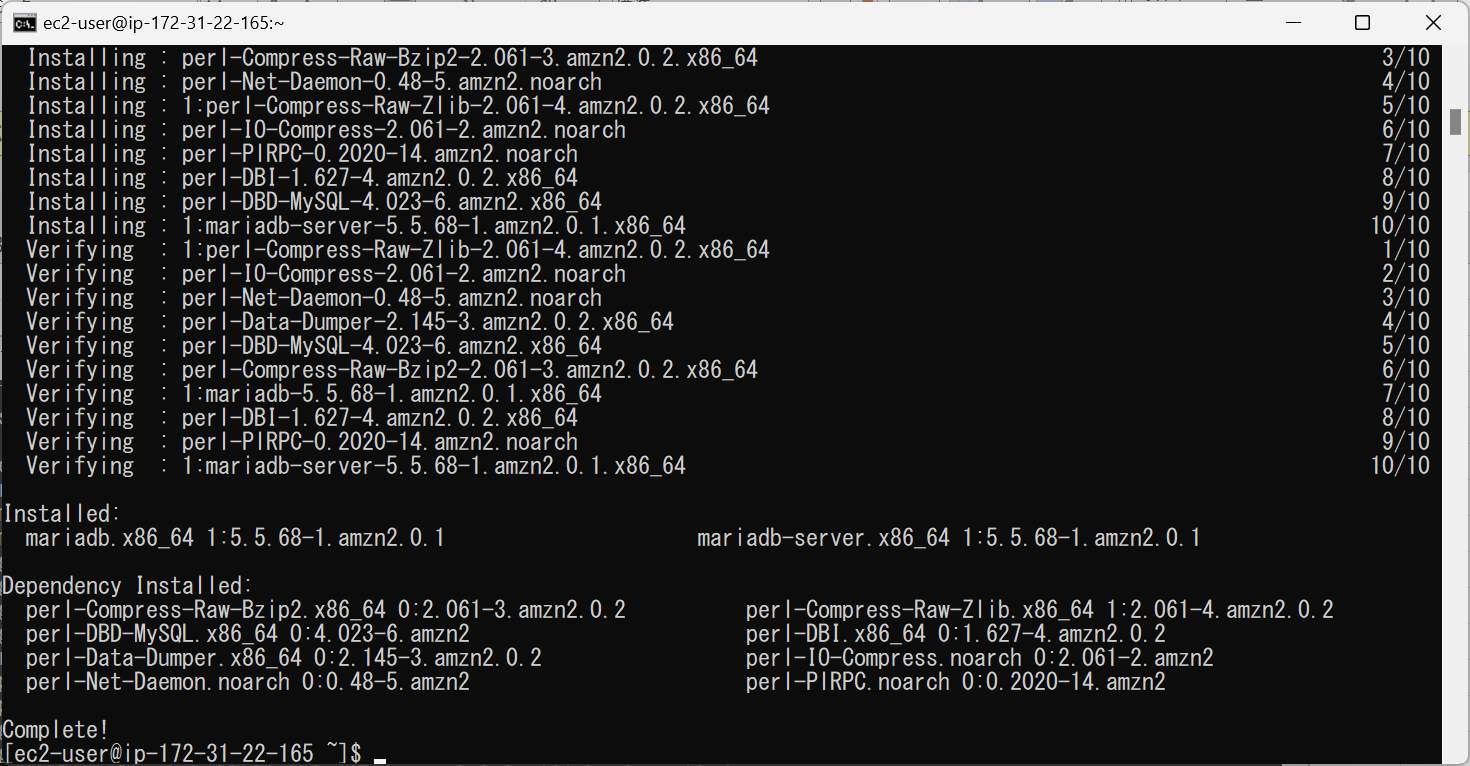 ec2-user@ip-172-31-22-165:~
Installing : perl-Compress-Raw-Bzip2-2.061-3.amzn2.0.2.x86_64 3/10
Installing : perl-Net-Daemon-0.48-5.amzn2.noarch 4/10
Installing : 1:perl-Compress-Raw-Zlib-2.061-4.amzn2.0.2.x86_64 5/10
Installing : perl-IO-Compress-2.061-2.amzn2.noarch 6/10
Installing : perl-PlRPC-0.2020-14.amzn2.noarch 7/10
Installing : perl-DBI-1.627-4.amzn2.0.2.x86_64 8/10
Installing : perl-DBD-MySQL-4.023-6.amzn2.x86_64 9/10
Installing : 1:mariadb-server-5.5.68-1.amzn2.0.1.x86_64 10/10
Verifying : 1:perl-Compress-Raw-Zlib-2.061-4.amzn2.0.2.x86_64 1/10
Verifying : perl-IO-Compress-2.061-2.amzn2.noarch 2/10
Verifying : perl-Net-Daemon-0.48-5.amzn2.noarch 3/10
Verifying : perl-Data-Dumper-2.145-3.amzn2.0.2.x86_64 4/10
Verifying : perl-DBD-MySQL-4.023-6.amzn2.x86_64 5/10
Verifying : perl-Compress-Raw-Bzip2-2.061-3.amzn2.0.2.x86_64 6/10
Verifying : 1:mariadb-5.5.68-1.amzn2.0.1.x86_64 7/10
Verifying : perl-DBI-1.627-4.amzn2.0.2.x86_64 8/10
Verifying : perl-PlRPC-0.2020-14.amzn2.noarch 9/10
Verifying : 1:mariadb-server-5.5.68-1.amzn2.0.1.x86_64 10/10
Installed:
mariadb.x86_64 1:5.5.68-1.amzn2.0.1 mariadb-server.x86_64 1:5.5.68-1.amzn2.0.1
Dependency Installed:
perl-Compress-Raw-Bzip2.x86_64 0:2.061-3.amzn2.0.2 perl-Compress-Raw-Zlib.x86_64 1:2.061-4.amzn2.0.2
perl-DBD-MySQL.x86_64 0:4.023-6.amzn2 perl-DBI.x86_64 0:1.627-4.amzn2.0.2
perl-Data-Dumper.x86_64 0:2.145-3.amzn2.0.2 perl-IO-Compress.noarch 0:2.061-2.amzn2
perl-Net-Daemon.noarch 0:0.48-5.amzn2 perl-PlRPC.noarch 0:0.2020-14.amzn2
Complete!
[ec2-user@ip-172-31-22-165 ~]$